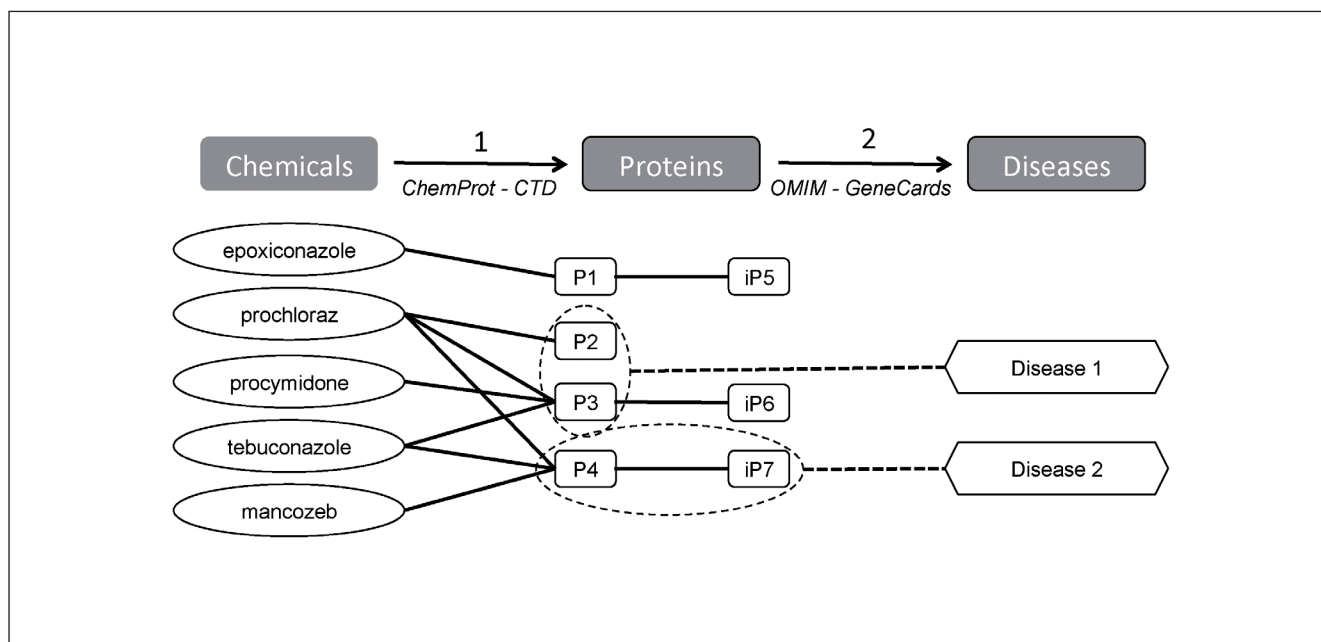 1
2
Chemicals
Proteins
Diseases
ChemProt - CTD
OMIM - GeneCards
epoxiconazole
P1
iP5
prochloraz
P2
Disease 1
procymidone
P3
iP6
tebuconazole
P4
iP7
Disease 2
mancozeb